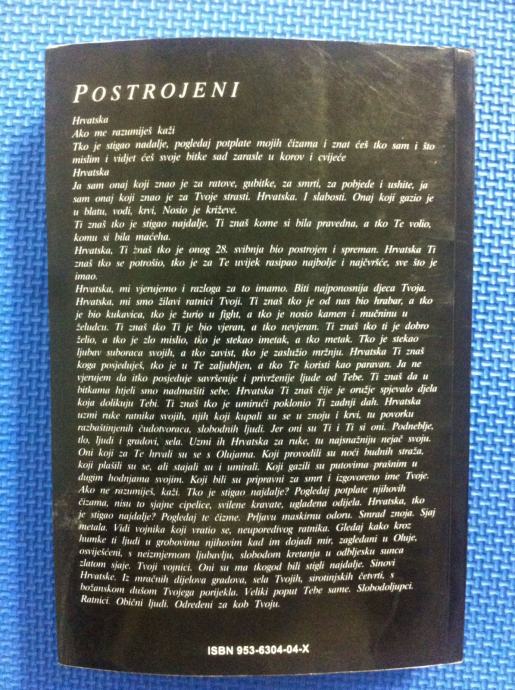 POSTROJENI
Hrvatska
Ako me razumiješ kaži
Tko je stigao nadalje, pogledaj potplate mojih čizama i znat ćeš tko sam i što
mislim i vidjet ćeš svoje bitke sad zarasle u korov i cvijeće
Hrvatska
Ja sam onaj koji znao je za ratove, gubitke, za smrti, za pobjede i ushite, ja
sam onaj koji znao je za Tvoje strasti. Hrvatska. I slabosti. Onaj koji gazio je
u blatu, vodi, krvi. Nosio je križeve.
Ti znaš tko je stigao najdalje, Ti znaš kome si bila pravedna, a tko Te volio,
komu si bila maćeha.
Hrvatska, Ti znaš tko je onog 28. svibnja bio postrojen i spreman. Hrvatska Ti
znaš tko se potrošio, tko je za Te uvijek rasipao najbolje i najčvršće, sve što je
imao.
Hrvatska, mi vjerujemo i razloga za to imamo. Biti najponosnija djeca Tvoja.
Hrvatska, mi smo žilavi ratnici Tvoji. Ti znaš tko je od nas bio hrabar, a tko
je bio kukavica, tko je žurio u fight, a tko je nosio kamen i mučninu u
želudcu. Ti znaš tko Ti je bio vjeran, a tko nevjeran. Ti znaš tko ti je dobro
želio, a tko je zlo mislio, tko je stekao imetak, a tko metak. Tko je stekao
ljubav suboraca svojih, a tko zavist, tko je zaslužio mržnju. Hrvatska Ti znaš
koga posjeduješ, tko je u Te zaljubljen, a tko Te koristi kao paravan. Ja ne
vjerujem da itko posjeduje savršenije i privrženije ljude od Tebe. Ti znaš da u
bitkama htjeli smo nadmašiti sebe. Hrvatska Ti znaš čije je oružje spjevalo djela
koja dolikuju Tebi. Ti znaš tko je umirući poklonio Ti zadnji dah. Hrvatska
uzmi ruke ratnika svojih, njih koji kupali su se u znoju i krvi, tu povorku
razbaštinjenih čudotvoraca, slobodnih ljudi. Jer oni su Ti i Ti si oni. Podneblje,
tlo, ljudi i gradovi, sela. Uzmi ih Hrvatska za ruke, tu najsnažniju nejač svoju.
Oni koji za Te hrvali su se s Olujama. Koji provodili su noći budnih straža,
koji plašili su se, ali stajali su i umirali. Koji gazili su putovima prašnim u
dugim hodnjama svojim. Koji bili su pripravni za smrt i izgovoreno ime Tvoje.
Ako ne razumiješ, kaži. Tko je stigao najdalje? Pogledaj potplate njihovih
čizama, nisu to sjajne cipelice, svilene kravate, uglađena odijela. Hrvatska, tko
je stigao najdalje? Pogledaj te čizme. Prljavu maskirnu odoru. Smrad znoja. Sjaj
metala. Vidi vojnika koji vratio se, neuporedivog ratnika. Gledaj kako kroz
humke ti ljudi u grobovima njihovim kad im dojadi mir, zagledani u Oluje,
osviješćeni, s neizmjernom ljubavlju, slobodom kretanja u odbljesku sunca
zlatom sjaje. Tvoji vojnici. Oni su ma tkogod bili stigli najdalje. Sinovi
Hrvatske. Iz mračnih dijelova gradova, sela Tvojih, sirotinjskih četvrti, s
božanskom dušom Tvojega porijekla. Veliki poput Tebe same. Slobodoljupci.
Ratnici. Obični ljudi. Određeni za kob Tvoju.
ISBN 953-6304-04-X